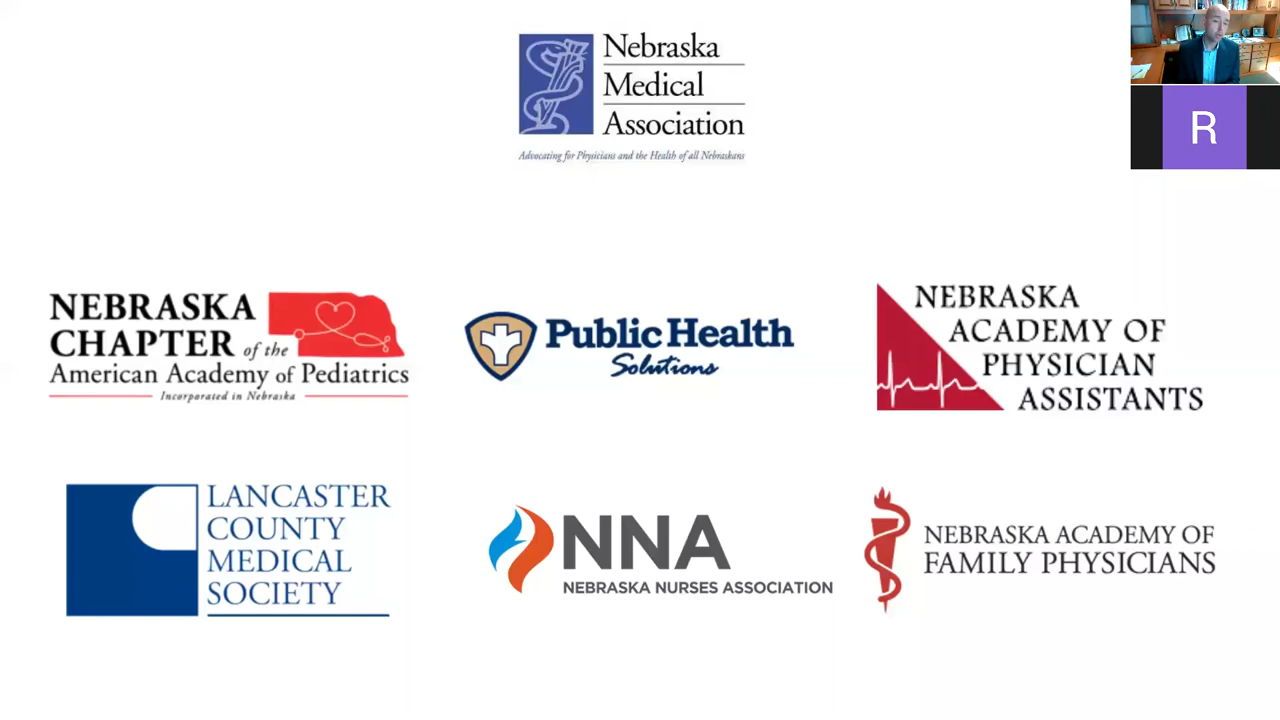 Nebraska
Medical
Association
Advocating for Physicians and the Health of all Nebraskans
R
NEBRASKA
CHAPTER of the
American Academy of Pediatrics
Incorporated in Nebraska
Public Health
Solutions
NEBRASKA
ACADEMY OF
PHYSICIAN
ASSISTANTS
LANCASTER
COUNTY
MEDICAL
SOCIETY
NNA
NEBRASKA NURSES ASSOCIATION
NEBRASKA ACADEMY OF
FAMILY PHYSICIANS